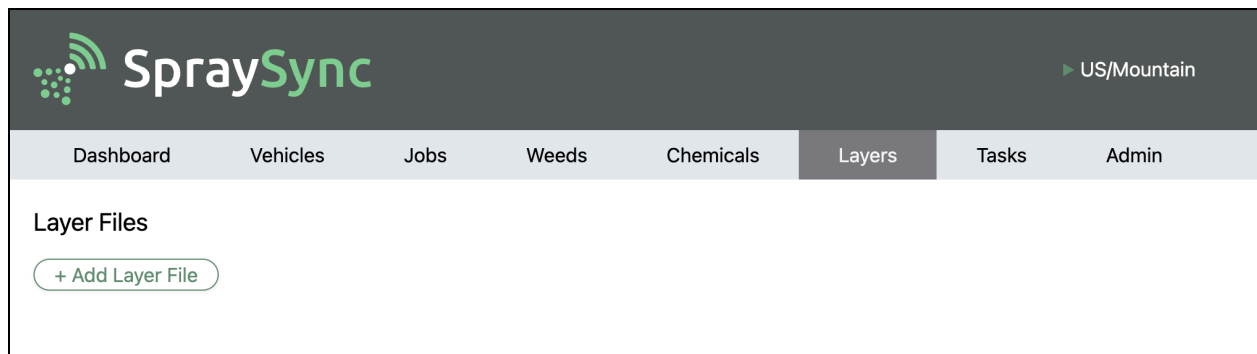 SpraySync
US/Mountain
Dashboard Vehicles Jobs Weeds Chemicals Layers Tasks Admin
Layer Files
+ Add Layer File